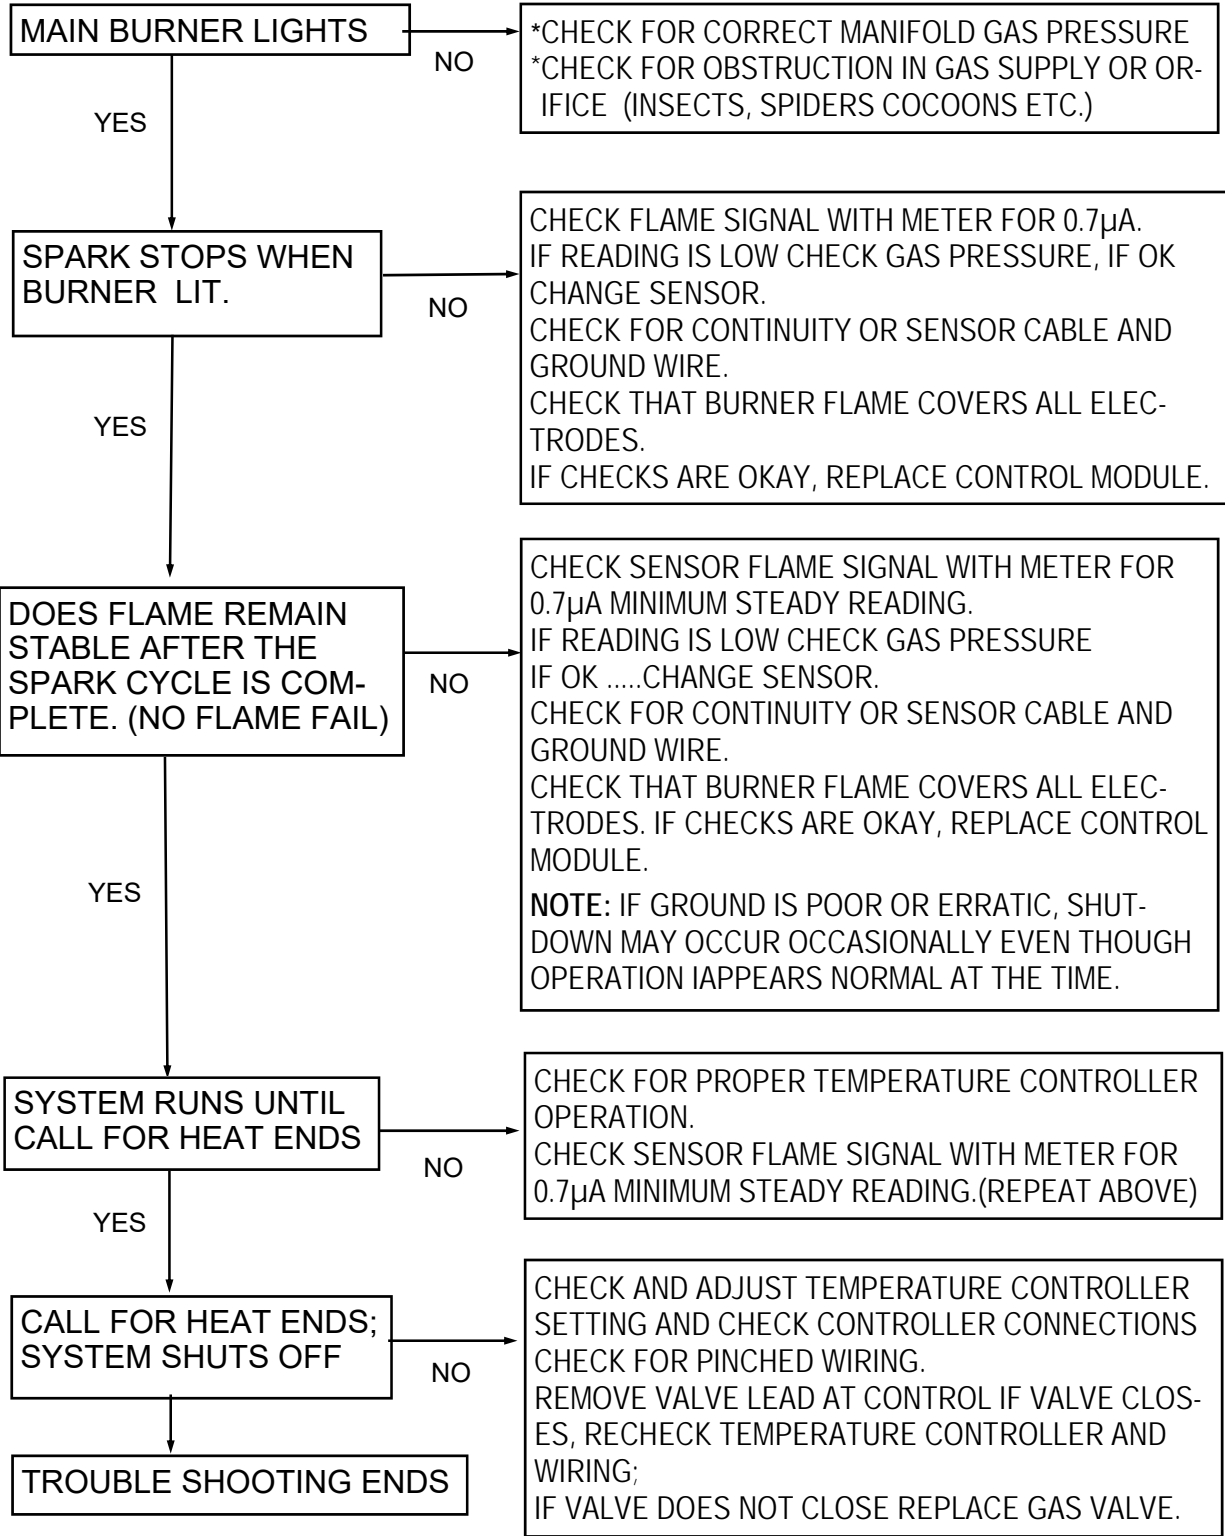 MAIN BURNER LIGHTS
NO
*CHECK FOR CORRECT MANIFOLD GAS PRESSURE
*CHECK FOR OBSTRUCTION IN GAS SUPPLY OR OR-
IFICE (INSECTS, SPIDERS COCOONS ETC.)
YES
SPARK STOPS WHEN
BURNER LIT.
NO
CHECK FLAME SIGNAL WITH METER FOR 0.7µA.
IF READING IS LOW CHECK GAS PRESSURE, IF OK
CHANGE SENSOR.
CHECK FOR CONTINUITY OR SENSOR CABLE AND
GROUND WIRE.
CHECK THAT BURNER FLAME COVERS ALL ELEC-
TRODES.
IF CHECKS ARE OKAY, REPLACE CONTROL MODULE.
YES
DOES FLAME REMAIN
STABLE AFTER THE
SPARK CYCLE IS COM-
PLETE. (NO FLAME FAIL)
NO
CHECK SENSOR FLAME SIGNAL WITH METER FOR
0.7µA MINIMUM STEADY READING.
IF READING IS LOW CHECK GAS PRESSURE
IF OK .....CHANGE SENSOR.
CHECK FOR CONTINUITY OR SENSOR CABLE AND
GROUND WIRE.
CHECK THAT BURNER FLAME COVERS ALL ELEC-
TRODES. IF CHECKS ARE OKAY, REPLACE CONTROL
MODULE.
NOTE: IF GROUND IS POOR OR ERRATIC, SHUT-
DOWN MAY OCCUR OCCASIONALLY EVEN THOUGH
OPERATION IAPPEARS NORMAL AT THE TIME.
YES
SYSTEM RUNS UNTIL
CALL FOR HEAT ENDS
NO
CHECK FOR PROPER TEMPERATURE CONTROLLER
OPERATION.
CHECK SENSOR FLAME SIGNAL WITH METER FOR
0.7µA MINIMUM STEADY READING.(REPEAT ABOVE)
YES
CALL FOR HEAT ENDS;
SYSTEM SHUTS OFF
NO
CHECK AND ADJUST TEMPERATURE CONTROLLER
SETTING AND CHECK CONTROLLER CONNECTIONS
CHECK FOR PINCHED WIRING.
REMOVE VALVE LEAD AT CONTROL IF VALVE CLOS-
ES, RECHECK TEMPERATURE CONTROLLER AND
WIRING;
IF VALVE DOES NOT CLOSE REPLACE GAS VALVE.
TROUBLE SHOOTING ENDS